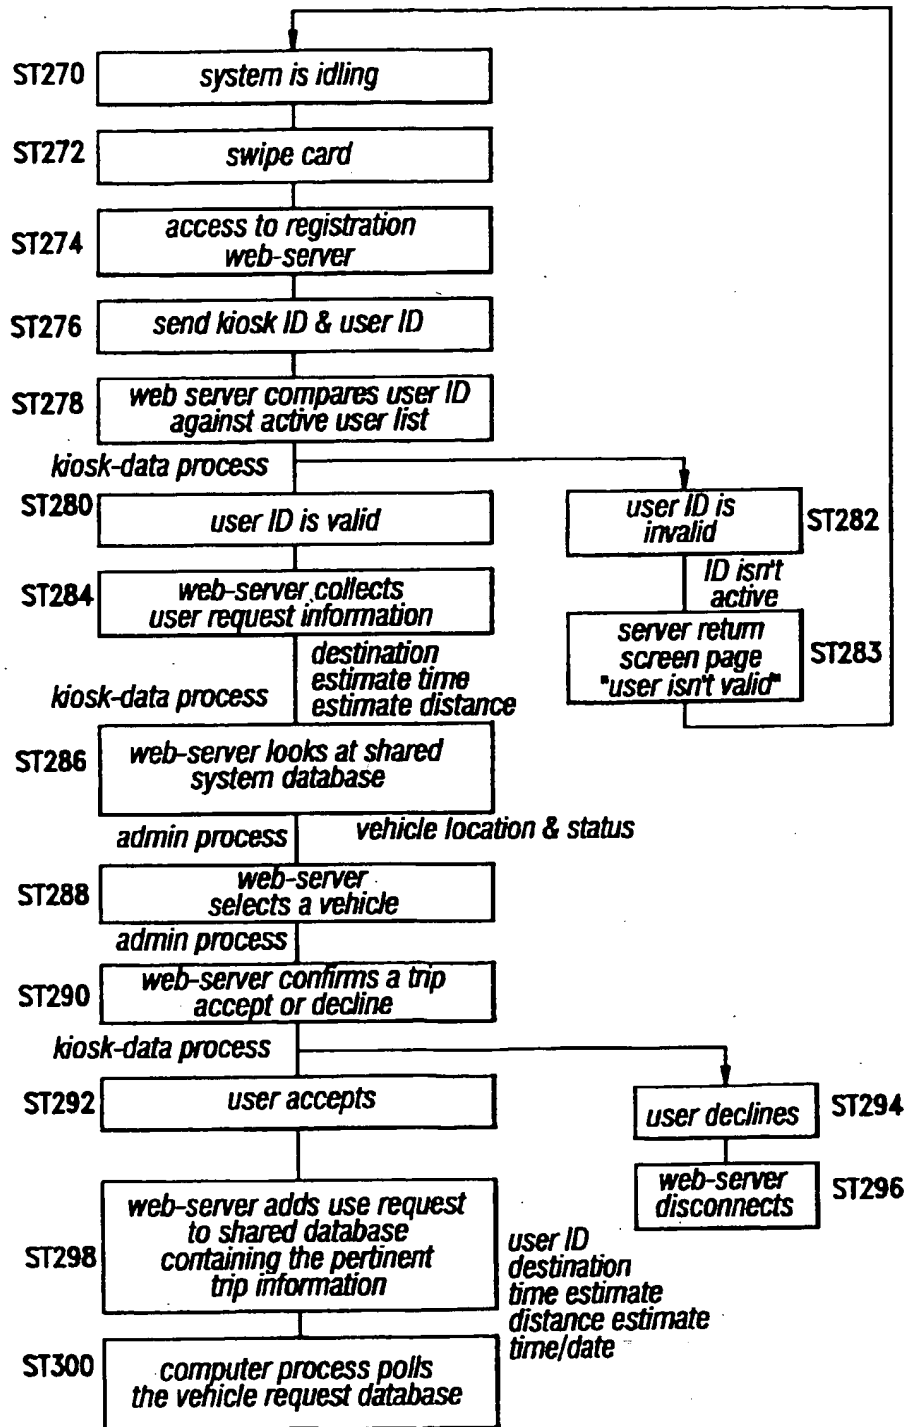 ST270
system is idling
ST272
swipe card
ST274
access to registration
web-server
ST276
send kiosk ID & user ID
ST278
web server compares user ID
against active user list
kiosk-data process
ST280
user ID is valid
user ID is
invalid
ST282
ID isn't
active
ST284
web-server collects
user request information
server return
screen page
"user isn't valid"
ST283
destination
estimate time
estimate distance
kiosk-data process
ST286
web-server looks at shared
system database
admin process
vehicle location & status
ST288
web-server
selects a vehicle
admin process
ST290
web-server confirms a trip
accept or decline
kiosk-data process
ST292
user accepts
user declines
ST294
web-server
disconnects
ST296
ST298
web-server adds use request
to shared database
containing the pertinent
trip information
user ID
destination
time estimate
distance estimate
time/date
ST300
computer process polls
the vehicle request database